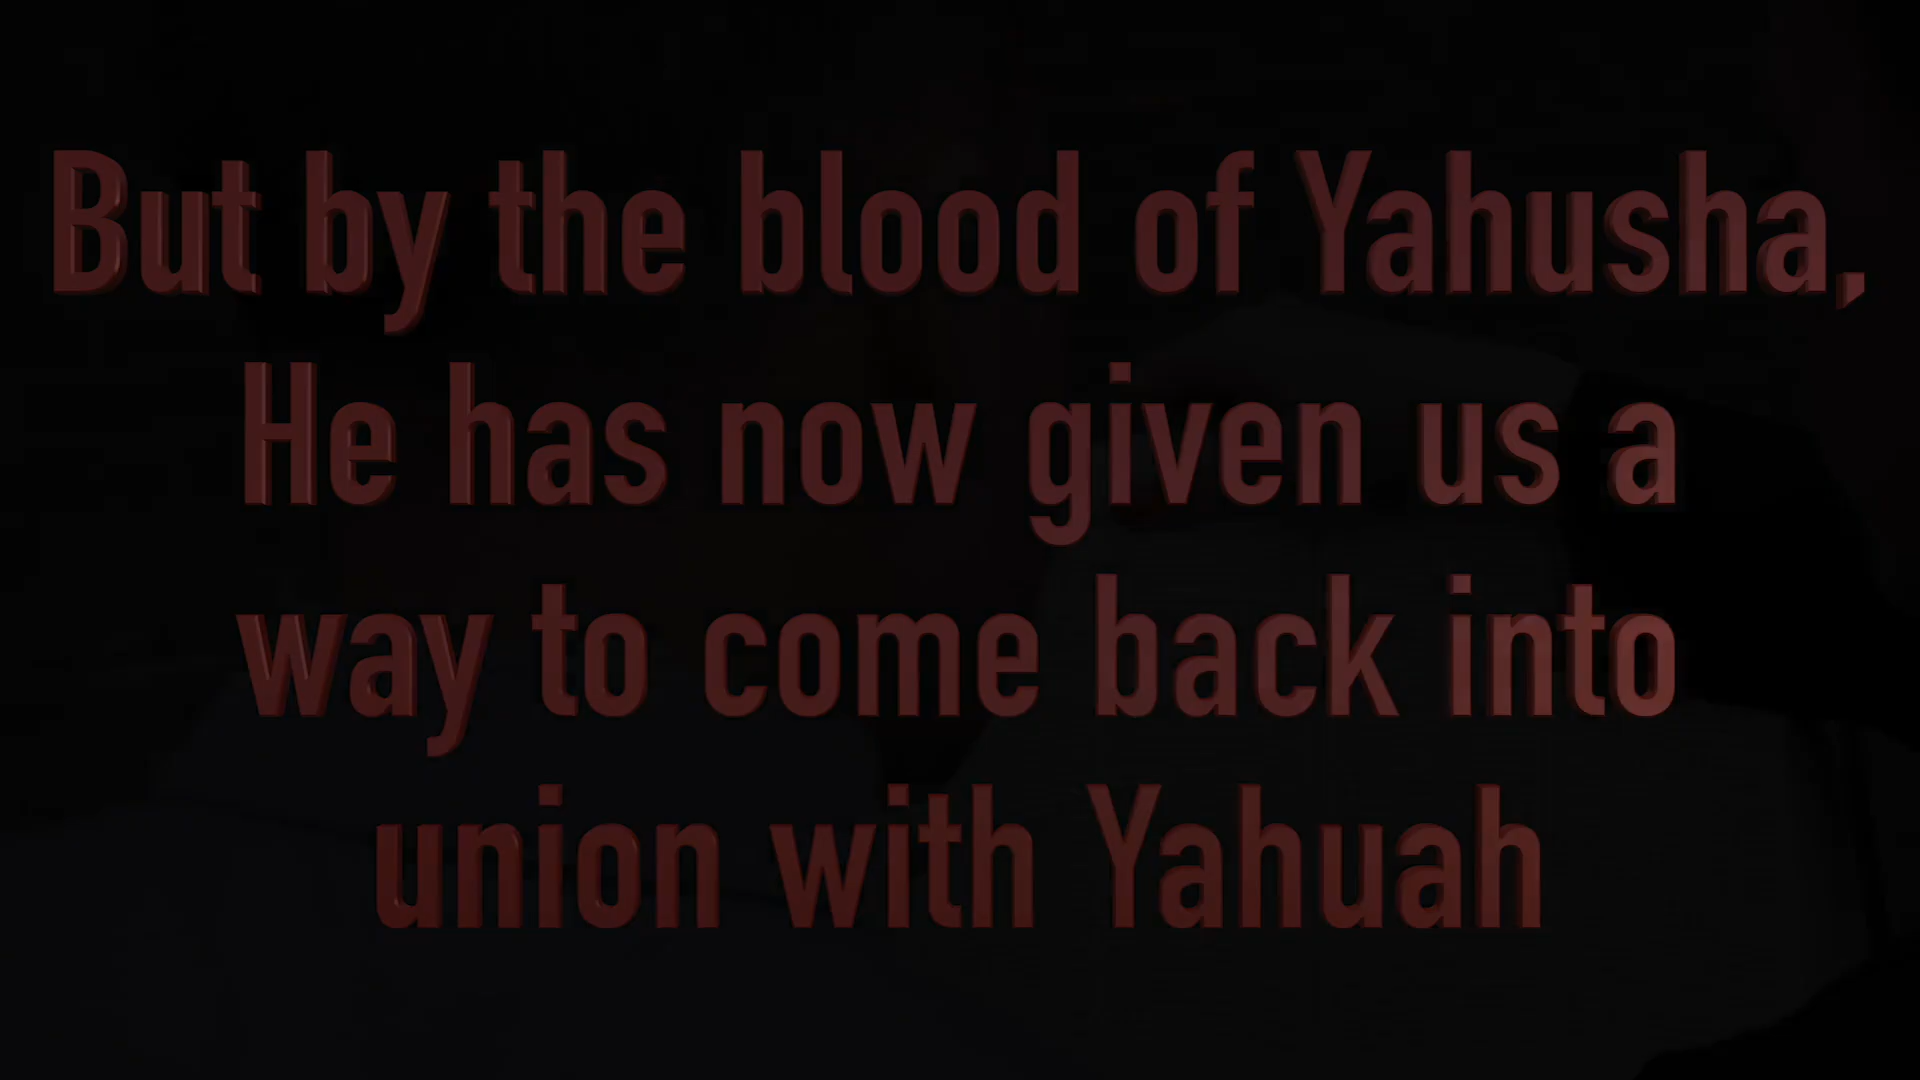 But by the blood of Yahusha,
He has now given us a
way to come back into
union with Yahuah